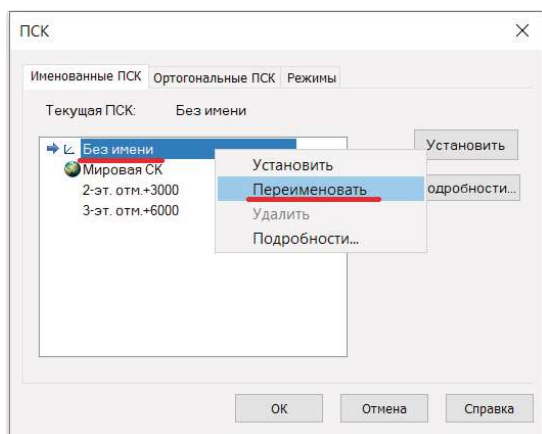 ПСК
Именованные ПСК Ортогональные ПСК Режимы
Текущая ПСК: Без имени
Без имени
Мировая СК
2-эт. отм.+3000
3-эт. отм.+6000
Установить
Переименовать
Удалить
Подробности...
Установить
одробности...
ОК Отмена Справка